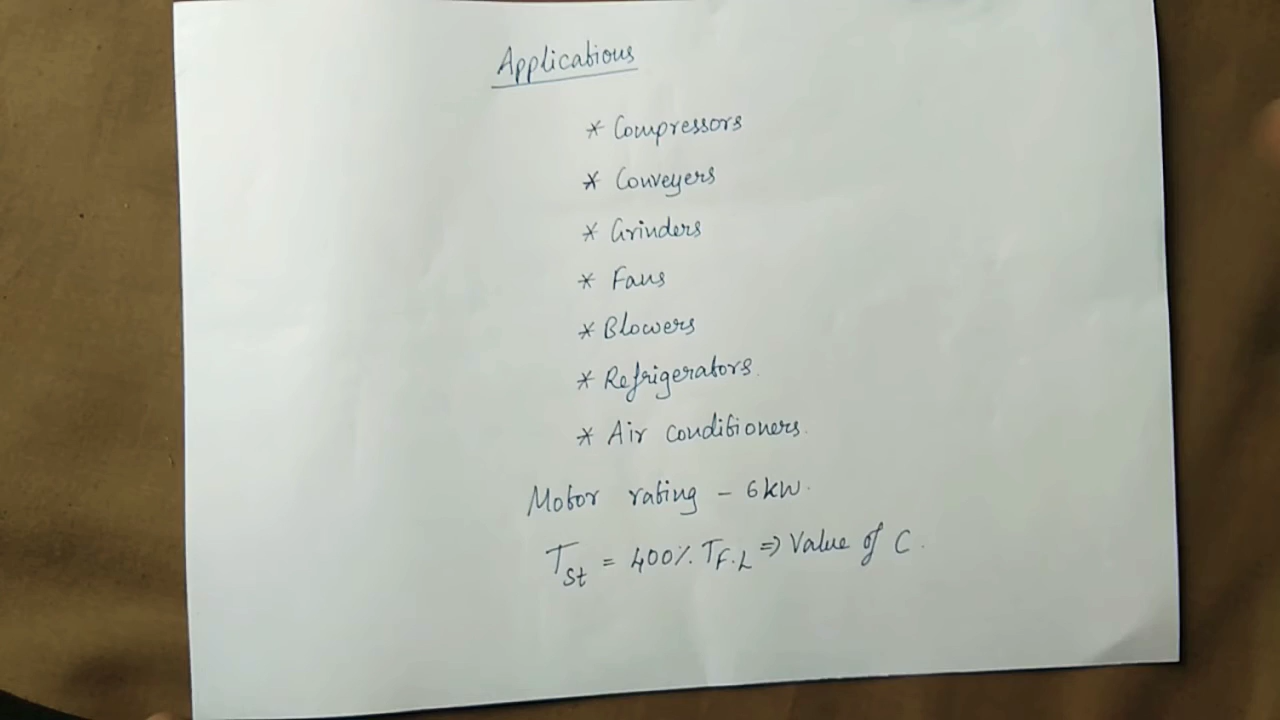 Applications
* Compressors
* Conveyers
* Grinders
* Fans
* Blowers
* Refrigerators.
* Air conditioners.
Motor rating - 6kW.
Tst = 400% TF.L => Value of C.